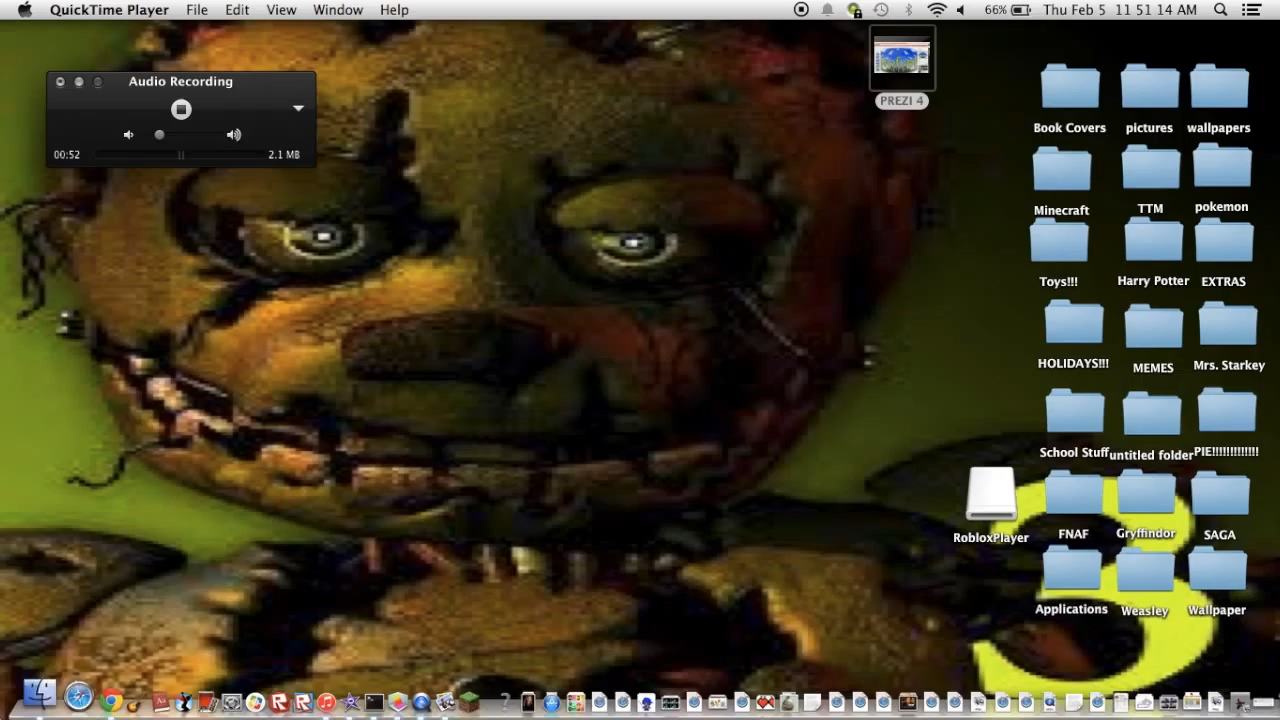 QuickTime Player File Edit View Window Help 66% Thu Feb 5 11 51 14 AM
Audio Recording
00:52 2.1 MB
PREZI 4
Book Covers pictures wallpapers
Minecraft TTM pokemon
Toys!!! Harry Potter EXTRAS
HOLIDAYS!!! MEMES Mrs. Starkey
School Stuff untitled folder PIE!!!!!!!!!!!!!
RobloxPlayer FNAF Gryffindor SAGA
Applications Weasley Wallpaper
3